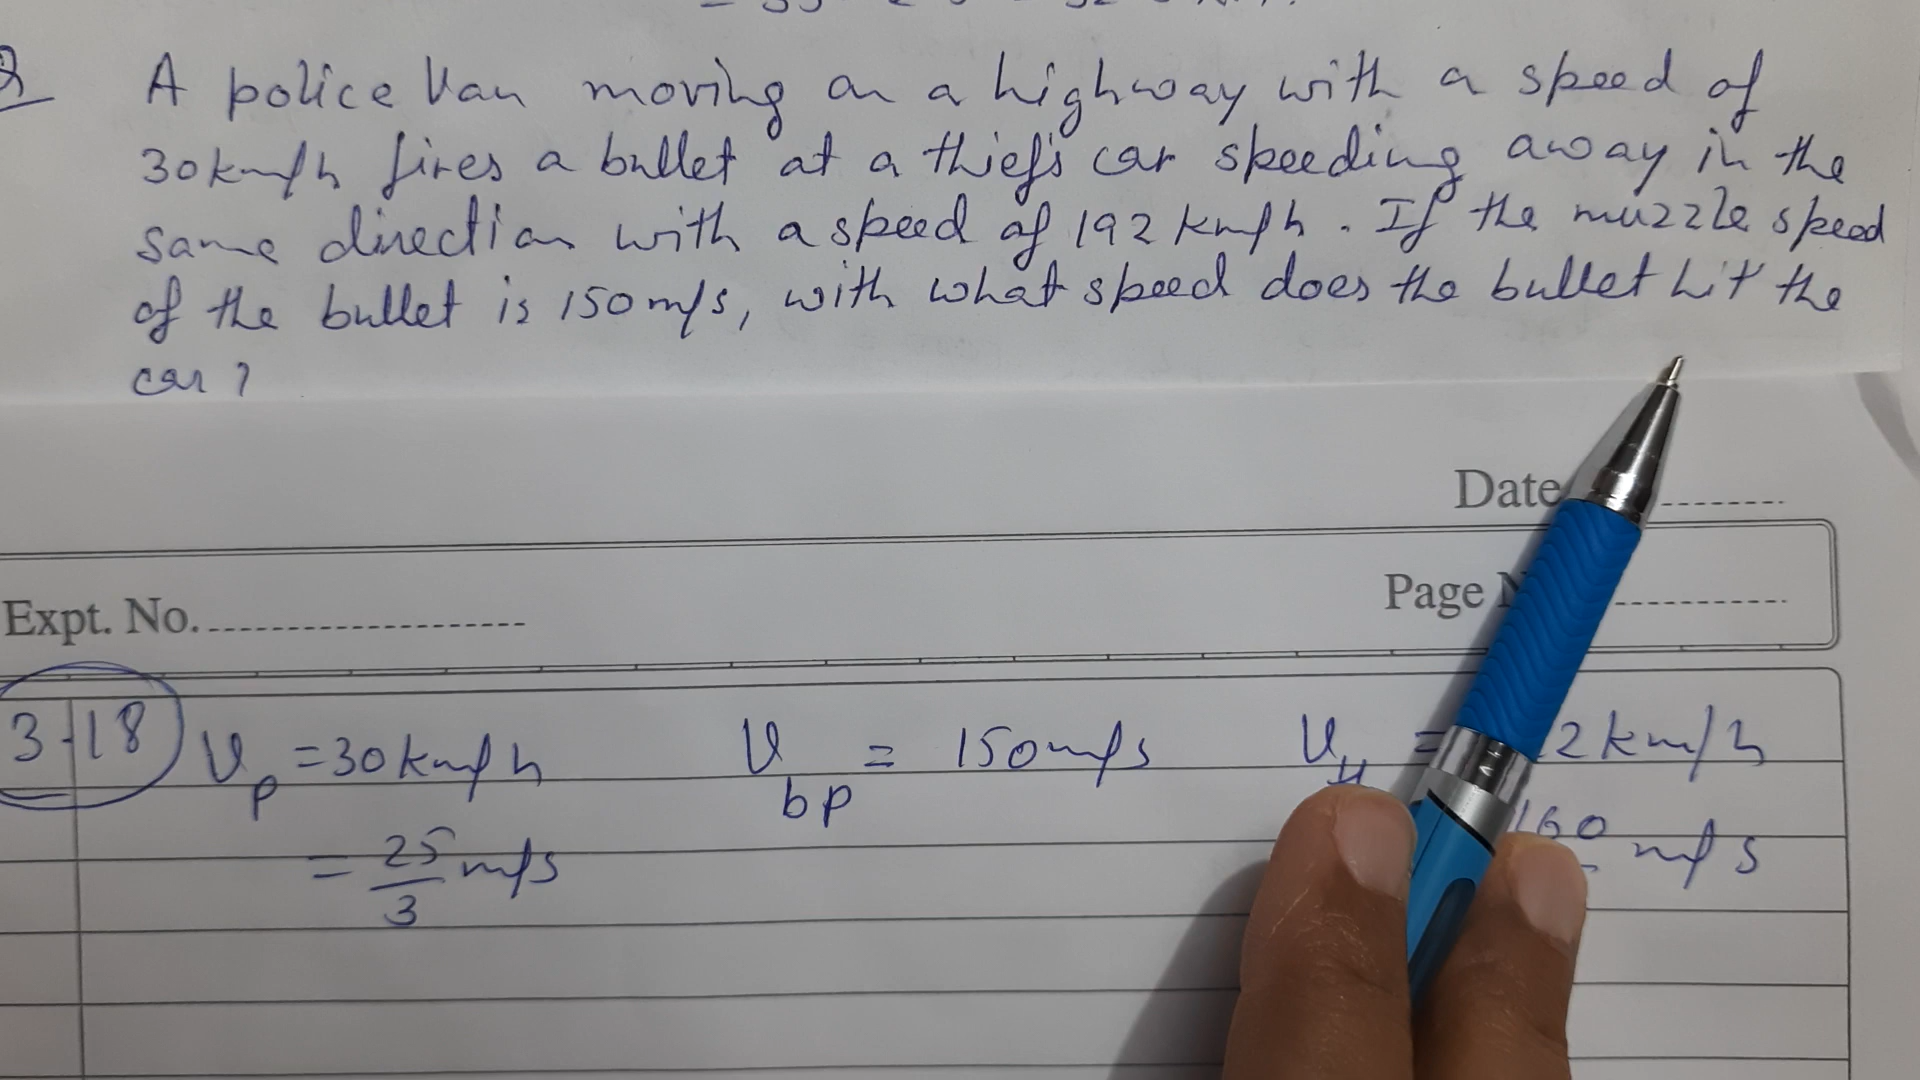 A police Van moving on a highway with a speed of
30 km/h fires a bullet at a thief's car speeding away in the
same direction with a speed of 192 km/h. If the muzzle speed
of the bullet is 150 m/s, with what speed does the bullet hit the
car?
Date
Expt. No.
Page
3.18 Vp = 30 km/h Vbp = 150 m/s = 2 km/h
= 25/3 m/s 160 m/s